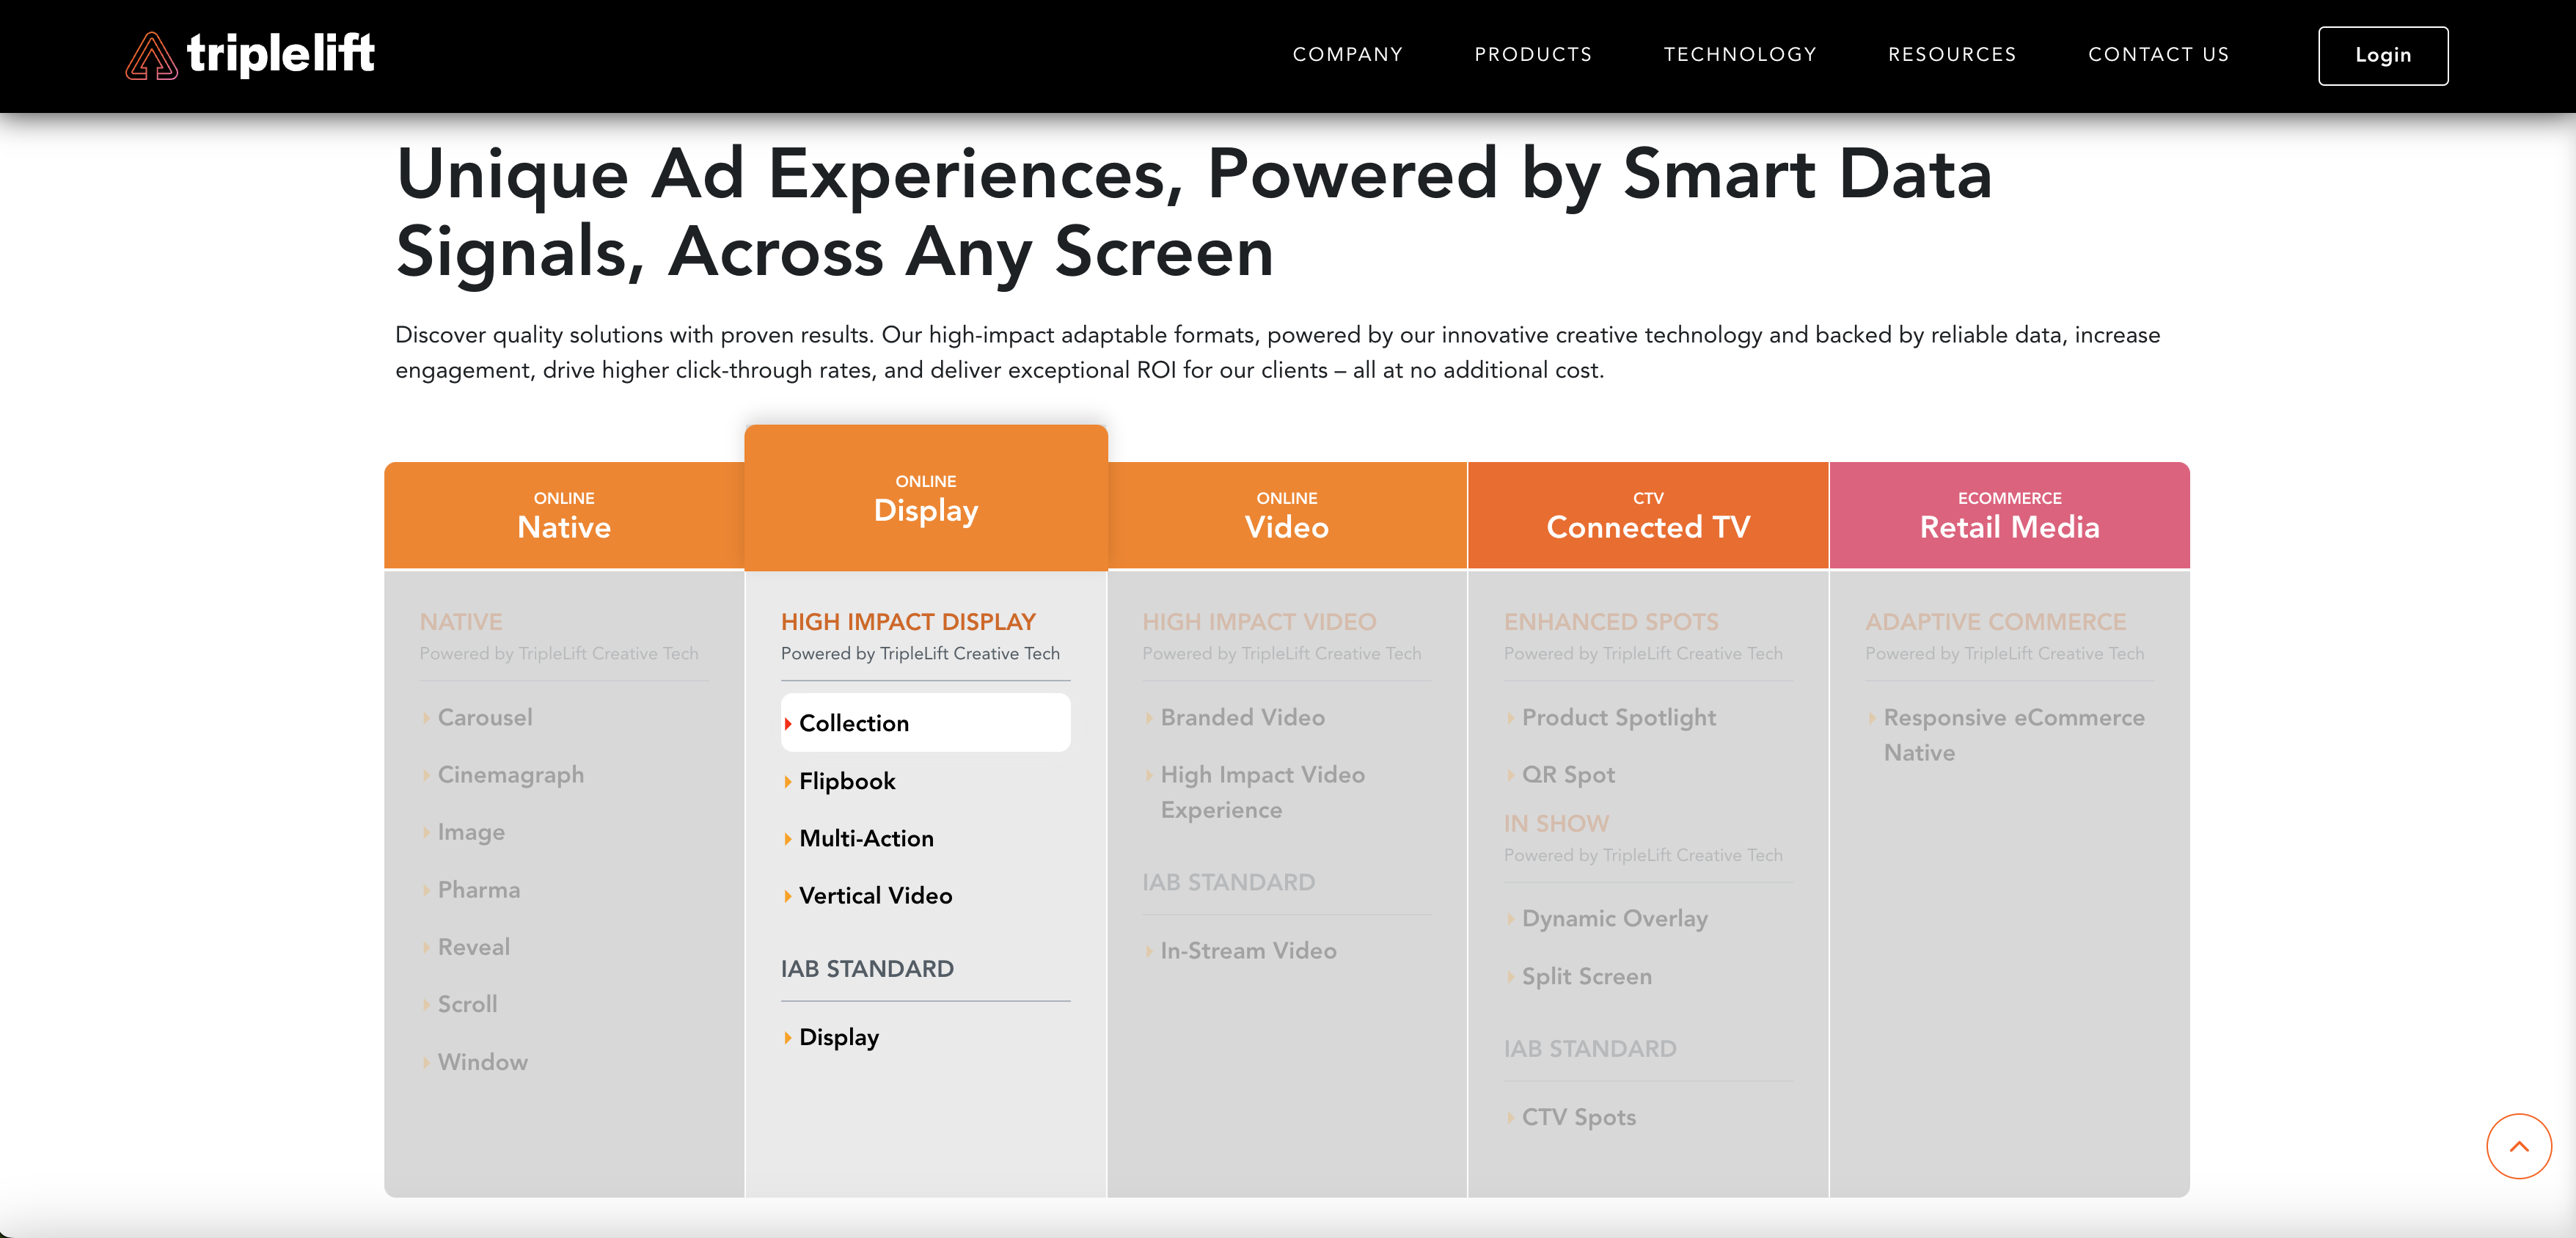 triplelift
COMPANY
PRODUCTS
TECHNOLOGY
RESOURCES
CONTACT US
Login
Unique Ad Experiences, Powered by Smart Data
Signals, Across Any Screen
Discover quality solutions with proven results. Our high-impact adaptable formats, powered by our innovative creative technology and backed by reliable data, increase
engagement, drive higher click-through rates, and deliver exceptional ROI for our clients – all at no additional cost.
ONLINE
Native
NATIVE
Powered by TripleLift Creative Tech
Carousel
Cinemagraph
Image
Pharma
Reveal
Scroll
Window
ONLINE
Display
HIGH IMPACT DISPLAY
Powered by TripleLift Creative Tech
Collection
Flipbook
Multi-Action
Vertical Video
IAB STANDARD
Display
ONLINE
Video
HIGH IMPACT VIDEO
Powered by TripleLift Creative Tech
Branded Video
High Impact Video
Experience
IAB STANDARD
In-Stream Video
CTV
Connected TV
ENHANCED SPOTS
Powered by TripleLift Creative Tech
Product Spotlight
QR Spot
IN SHOW
Powered by TripleLift Creative Tech
Dynamic Overlay
Split Screen
IAB STANDARD
CTV Spots
ECOMMERCE
Retail Media
ADAPTIVE COMMERCE
Powered by TripleLift Creative Tech
Responsive eCommerce
Native